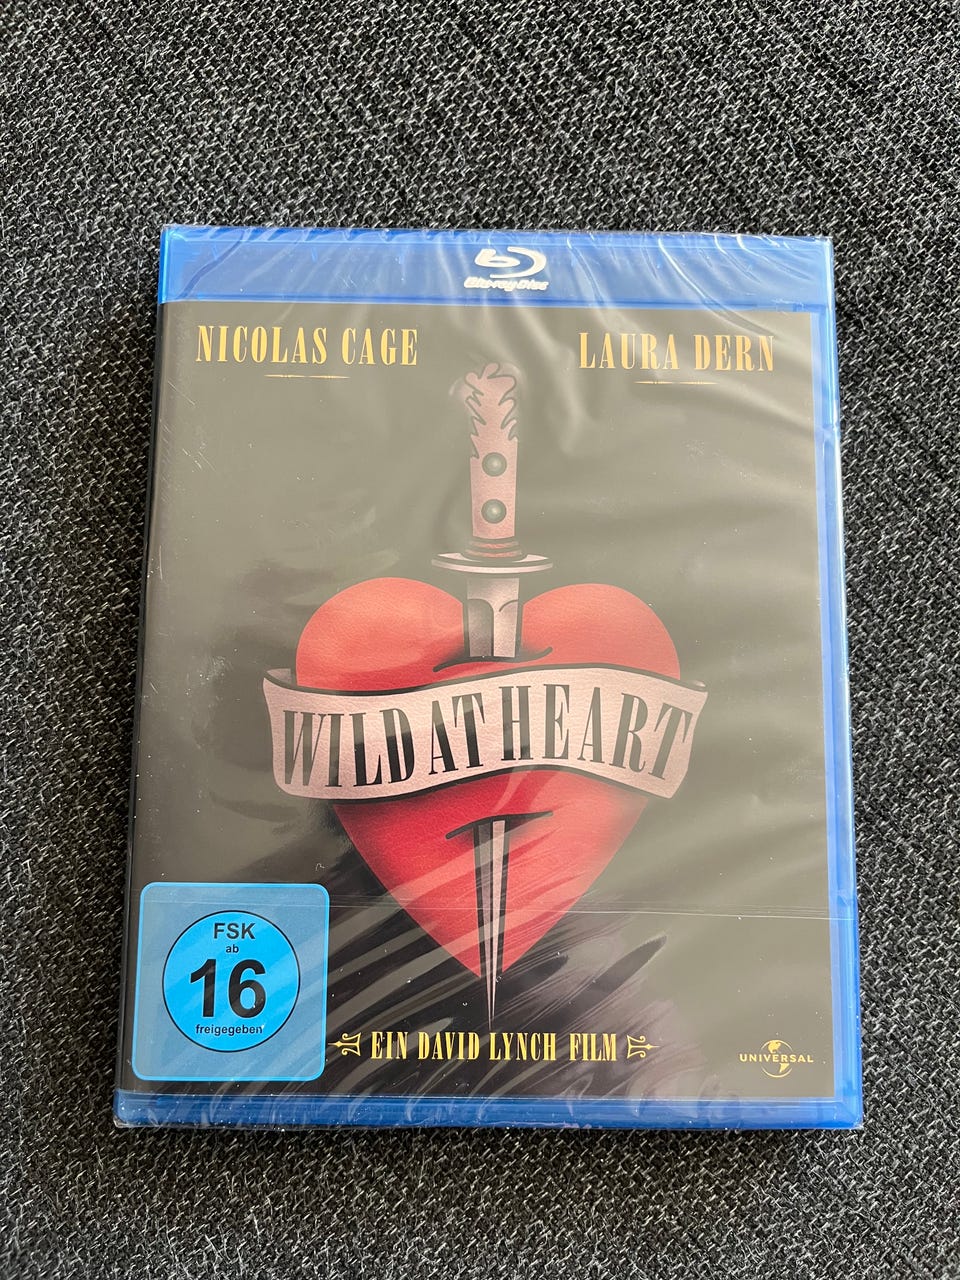 Blu-ray Disc
NICOLAS CAGE
LAURA DERN
WILD AT HEART
FSK
ab
16
freigegeben
EIN DAVID LYNCH FILM
UNIVERSAL